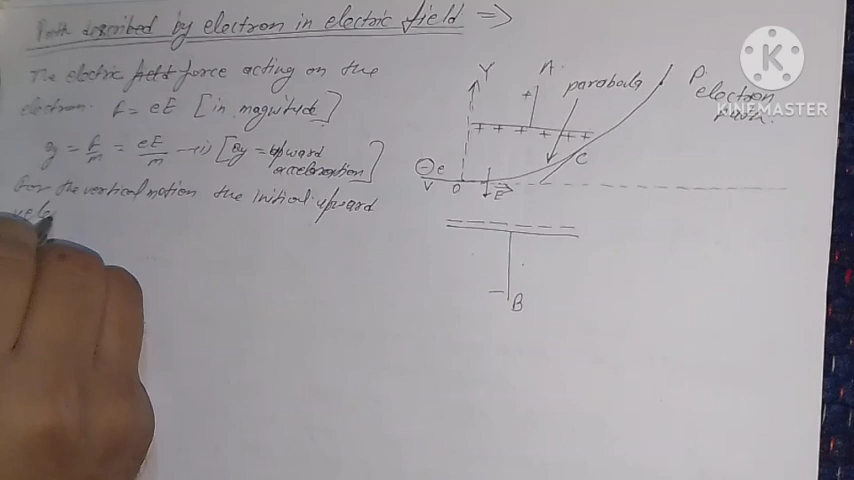 Path described by electron in electric field ⇒
The electric field force acting on the
electron. F = eE [in magnitude]
ay = F/m = eE/m —(i) [ay = upward acceleration]
for the vertical motion the initial upward
velo
Y
A
+
parabola
P.
electron
path.
+ + + + + +
C
⊖ e
V
O
E
— — — — — —
−
B
KINEMASTER